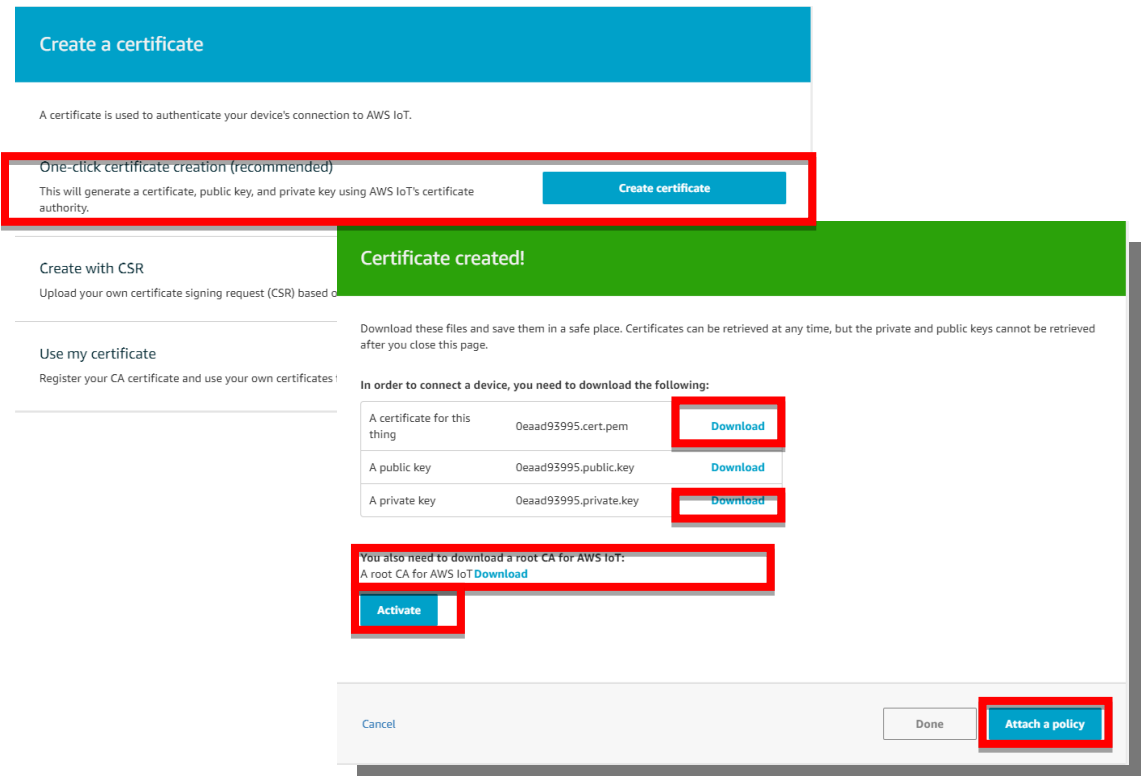 Create a certificate
A certificate is used to authenticate your device's connection to AWS IoT.
One-click certificate creation (recommended)
This will generate a certificate, public key, and private key using AWS IoT's certificate
authority.
Create certificate
Create with CSR
Upload your own certificate signing request (CSR) based
Use my certificate
Register your CA certificate and use your own certificates
Certificate created!
Download these files and save them in a safe place. Certificates can be retrieved at any time, but the private and public keys cannot be retrieved
after you close this page.
In order to connect a device, you need to download the following:
A certificate for this
thing
0eaad93995.cert.pem
Download
A public key
0eaad93995.public.key
Download
A private key
0eaad93995.private.key
Download
You also need to download a root CA for AWS IoT:
A root CA for AWS IoT Download
Activate
Cancel
Done
Attach a policy